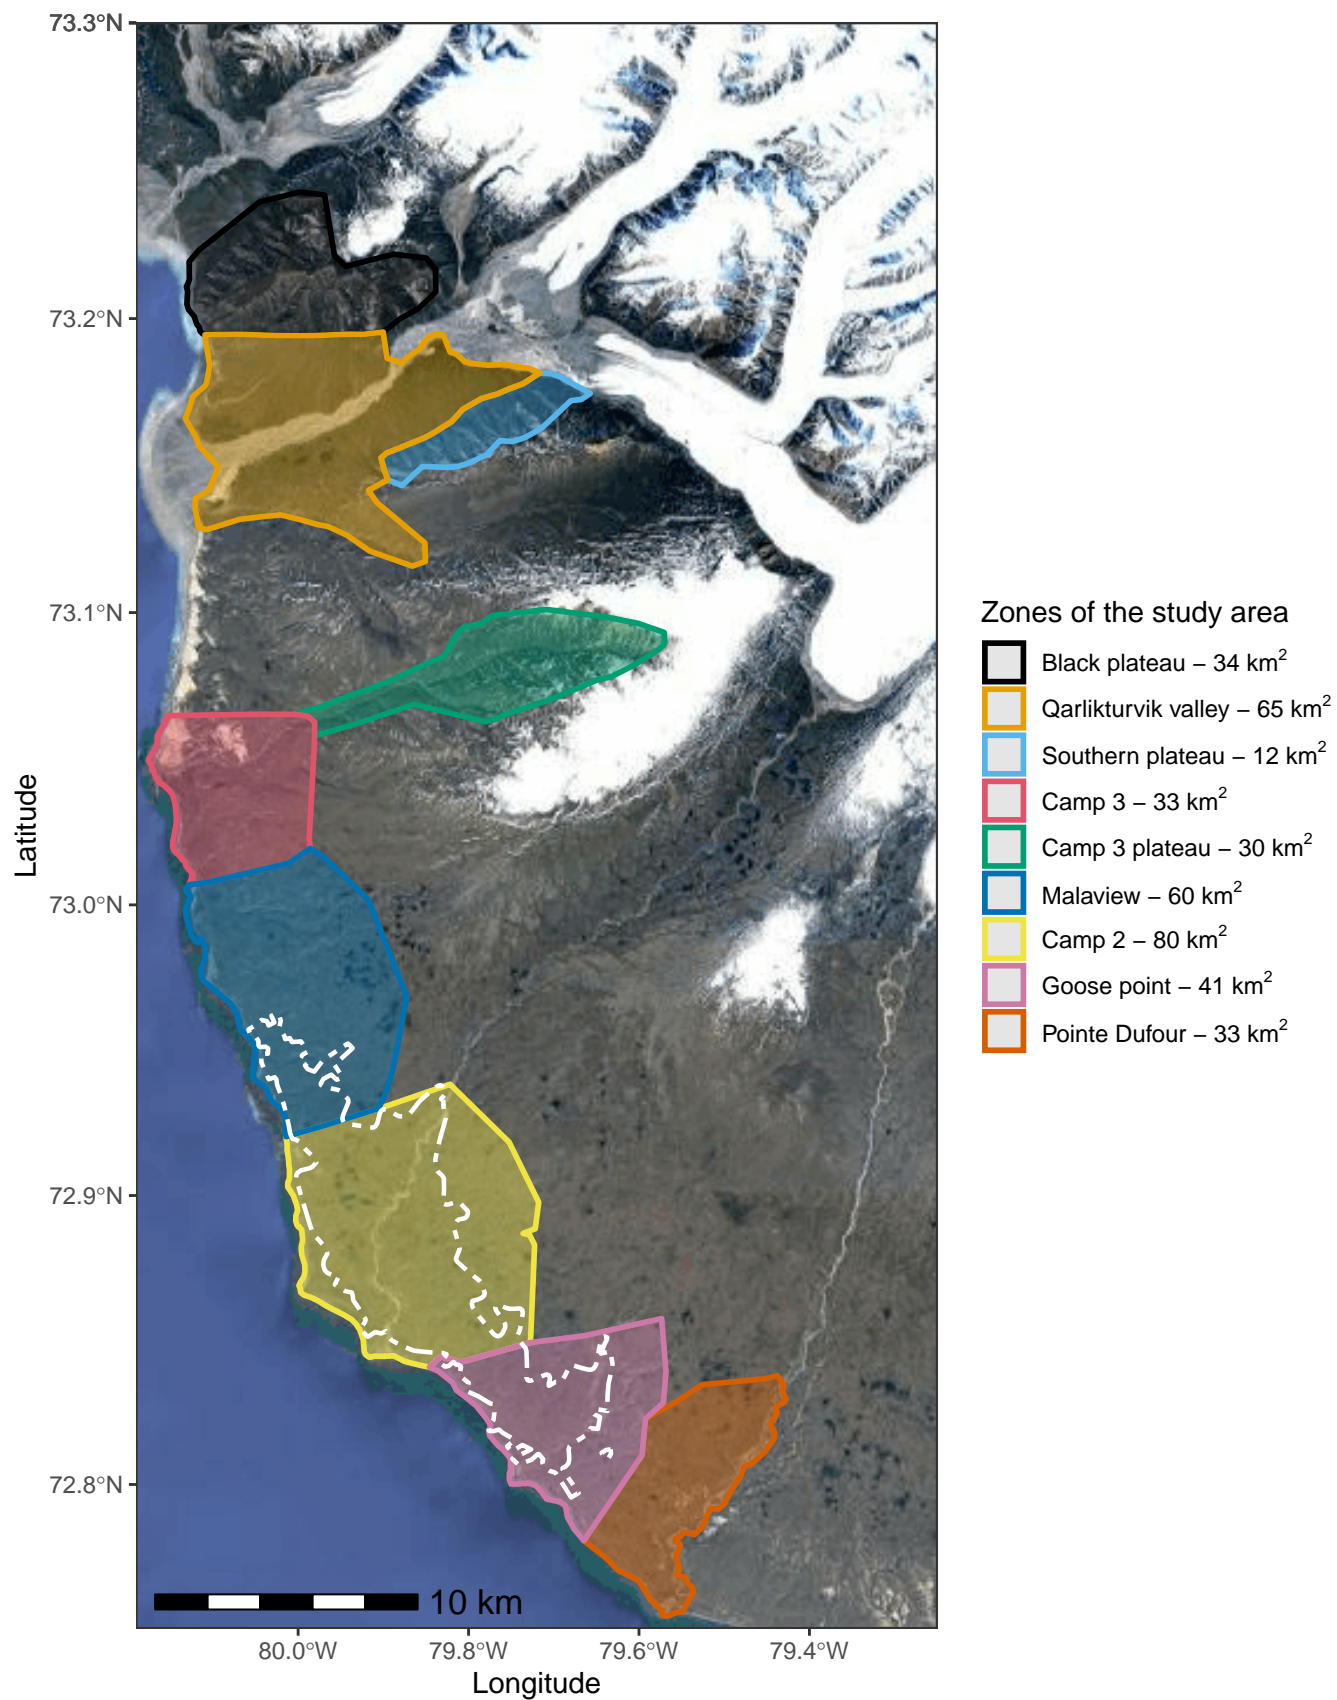 73.3°N
73.2°N
73.1°N
73.0°N
72.9°N
72.8°N
Latitude
10 km
80.0°W 79.8°W 79.6°W 79.4°W
Longitude
Zones of the study area
Black plateau – 34 km²
Qarlikturvik valley – 65 km²
Southern plateau – 12 km²
Camp 3 – 33 km²
Camp 3 plateau – 30 km²
Malaview – 60 km²
Camp 2 – 80 km²
Goose point – 41 km²
Pointe Dufour – 33 km²